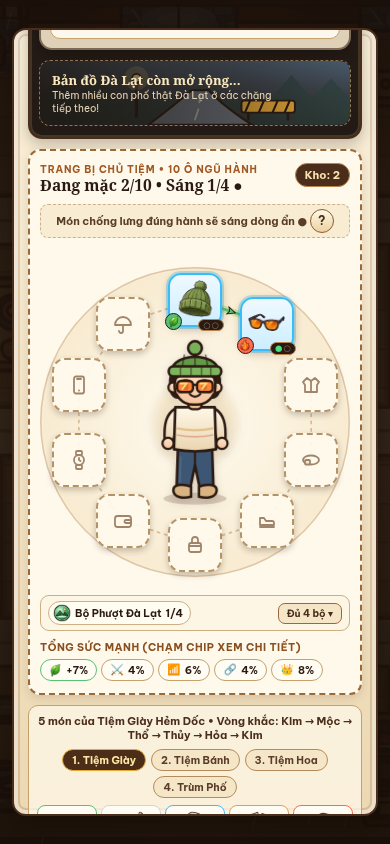 Bản đồ Đà Lạt còn mở rộng...
Thêm nhiều con phố thật Đà Lạt ở các chặng
tiếp theo!
TRANG BỊ CHỦ TIỆM • 10 Ô NGŨ HÀNH
Đang mặc 2/10 • Sáng 1/4 ●
Kho: 2
Món chống lưng đúng hành sẽ sáng dòng ẩn ● ?
Bộ Phượt Đà Lạt 1/4
Đủ 4 bộ ▾
TỔNG SỨC MẠNH (CHẠM CHIP XEM CHI TIẾT)
+7%
4%
6%
4%
8%
5 món của Tiệm Giày Hẻm Dốc • Vòng khắc: Kim → Mộc →
Thổ → Thủy → Hỏa → Kim
1. Tiệm Giày
2. Tiệm Bánh
3. Tiệm Hoa
4. Trùm Phố